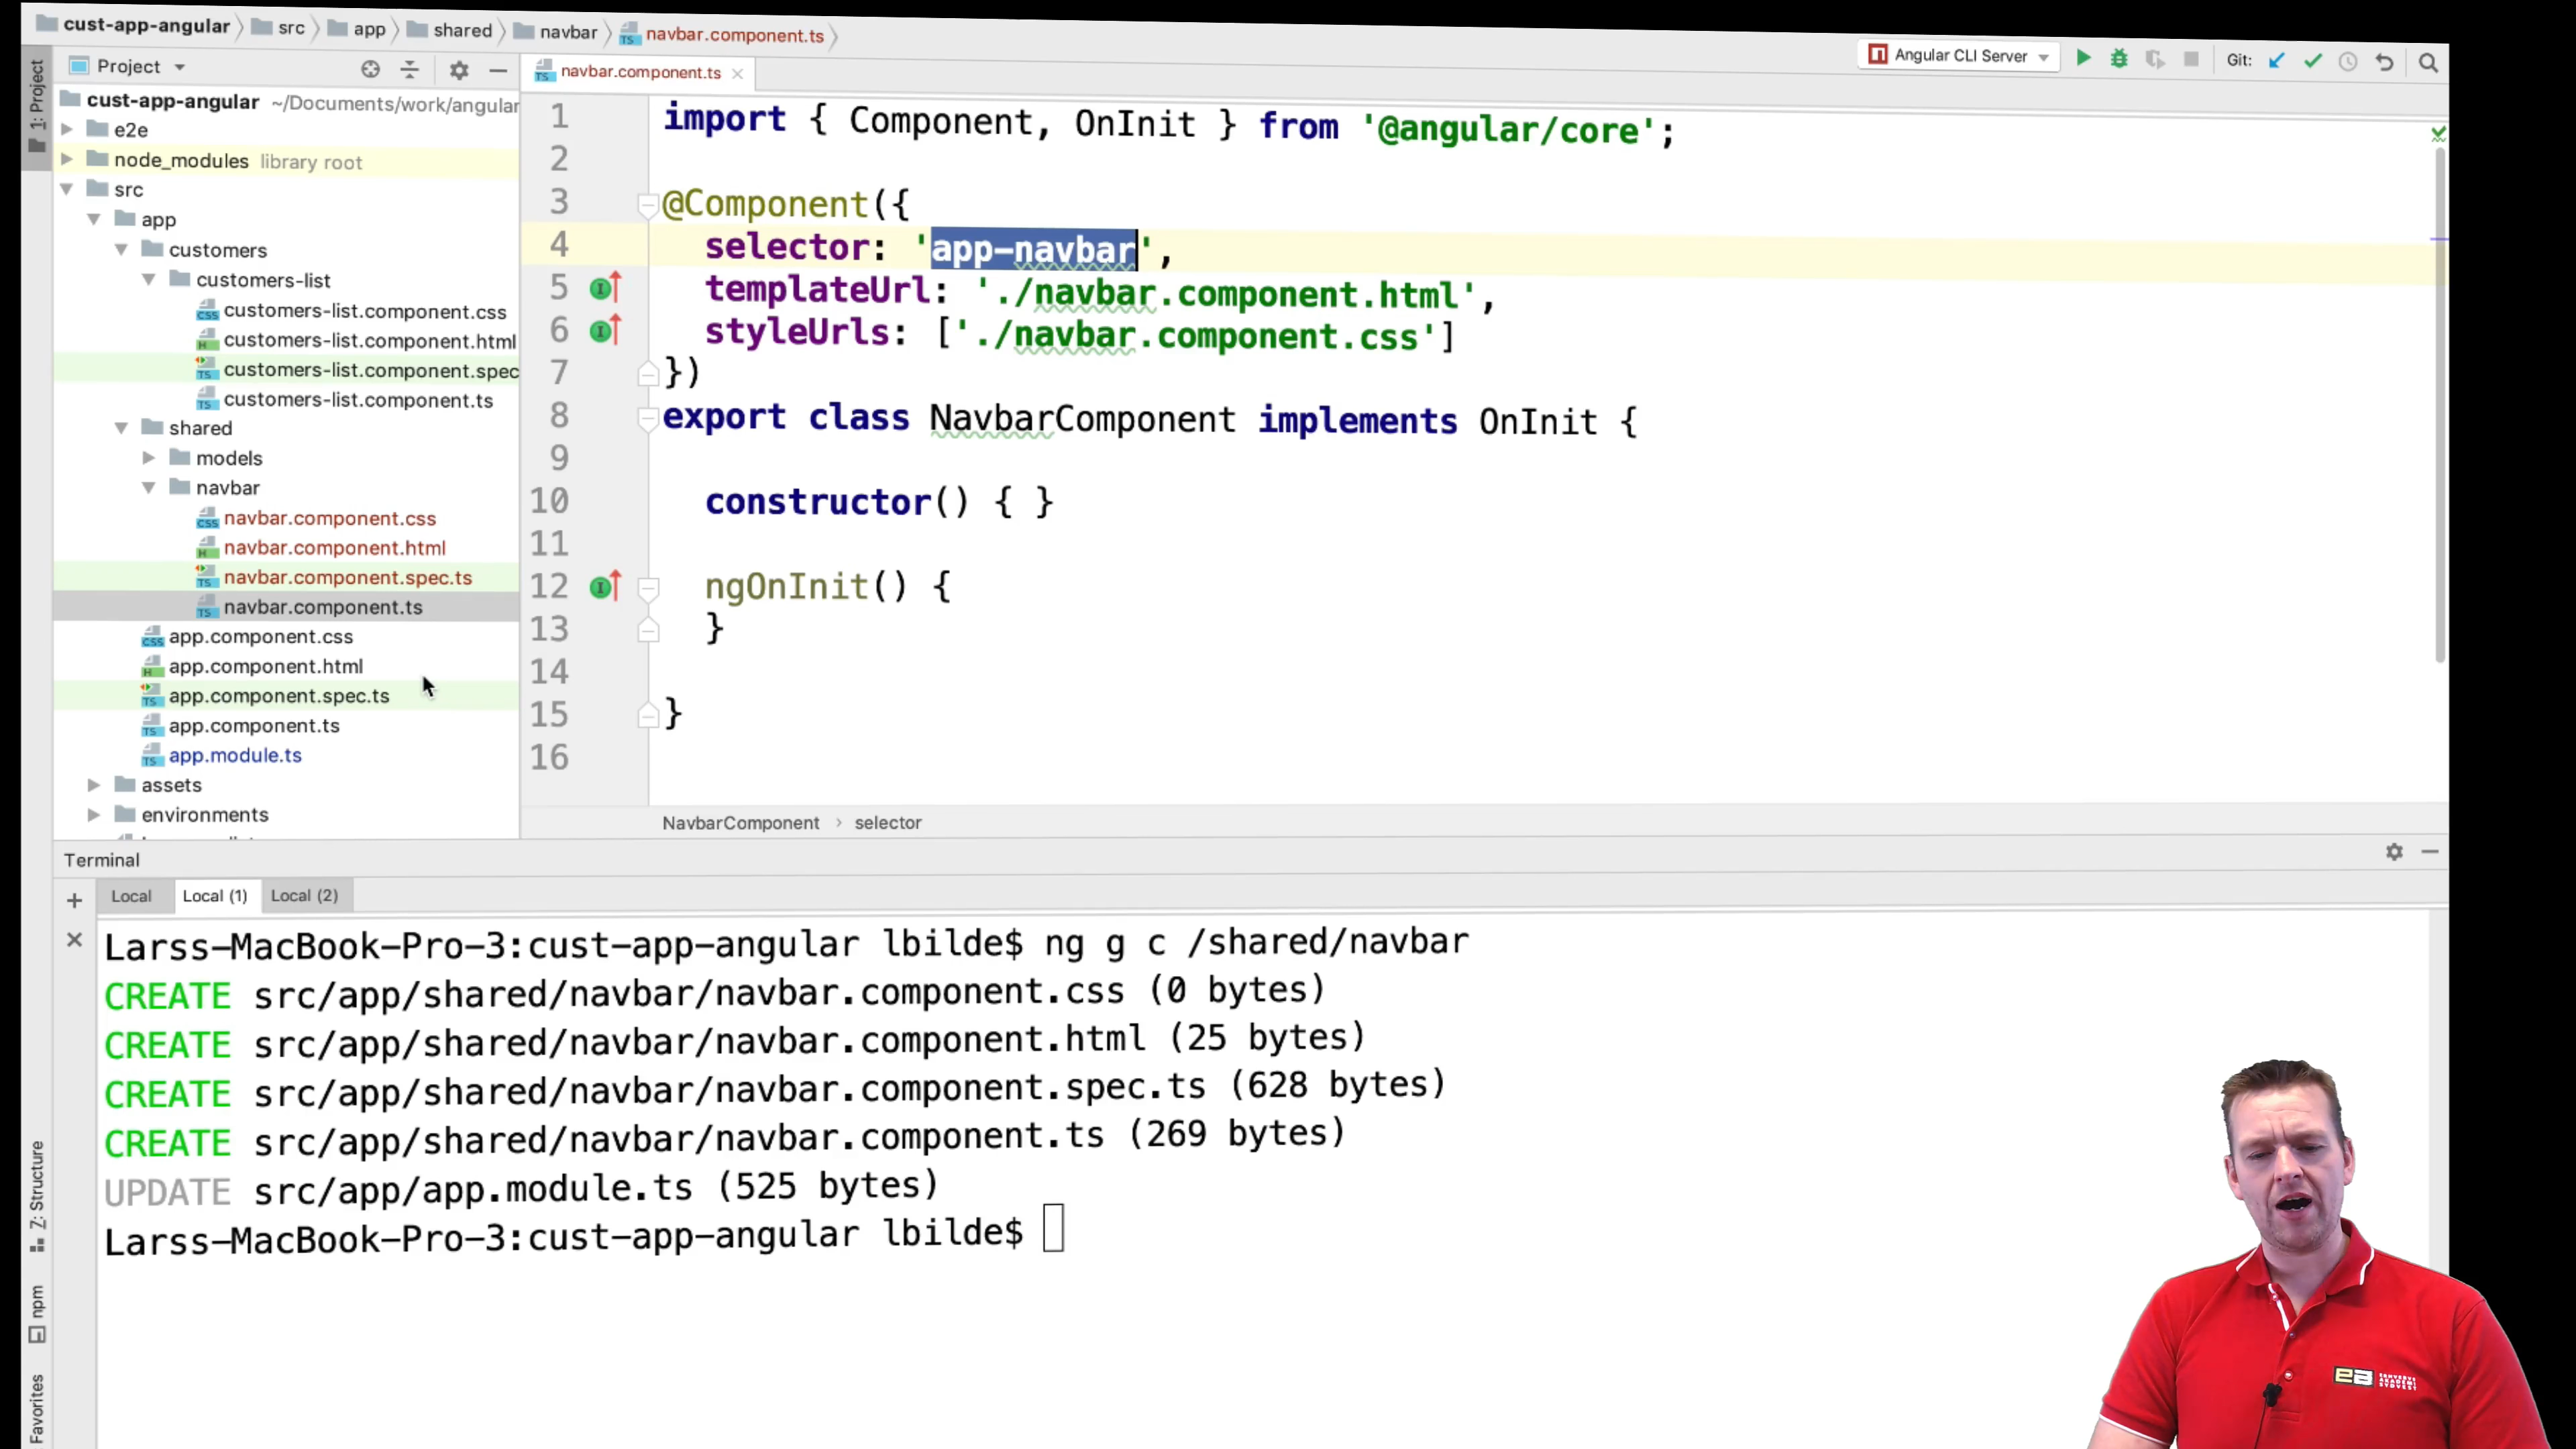 cust-app-angular src app shared navbar navbar.component.ts
Angular CLI Server Git:
1: Project
Project
navbar.component.ts
cust-app-angular ~/Documents/work/angular
e2e
node_modules library root
src
app
customers
customers-list
customers-list.component.css
customers-list.component.html
customers-list.component.spec
customers-list.component.ts
shared
models
navbar
navbar.component.css
navbar.component.html
navbar.component.spec.ts
navbar.component.ts
app.component.css
app.component.html
app.component.spec.ts
app.component.ts
app.module.ts
assets
environments
1 import { Component, OnInit } from '@angular/core';
2
3 @Component({
4 selector: 'app-navbar',
5 templateUrl: './navbar.component.html',
6 styleUrls: ['./navbar.component.css']
7 })
8 export class NavbarComponent implements OnInit {
9
10 constructor() { }
11
12 ngOnInit() {
13 }
14
15 }
16
NavbarComponent › selector
Terminal
Local Local (1) Local (2)
Larss-MacBook-Pro-3:cust-app-angular lbilde$ ng g c /shared/navbar
CREATE src/app/shared/navbar/navbar.component.css (0 bytes)
CREATE src/app/shared/navbar/navbar.component.html (25 bytes)
CREATE src/app/shared/navbar/navbar.component.spec.ts (628 bytes)
CREATE src/app/shared/navbar/navbar.component.ts (269 bytes)
UPDATE src/app/app.module.ts (525 bytes)
Larss-MacBook-Pro-3:cust-app-angular lbilde$
Z: Structure
npm
Favorites
ea